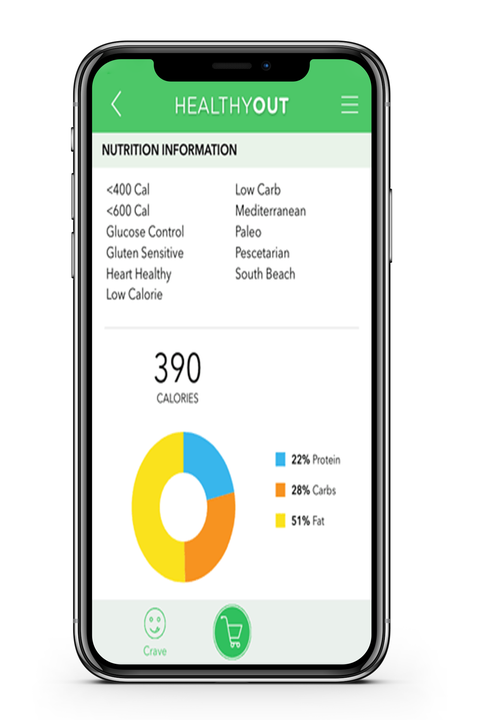 HEALTHYOUT
NUTRITION INFORMATION
<400 Cal
<600 Cal
Glucose Control
Gluten Sensitive
Heart Healthy
Low Calorie
Low Carb
Mediterranean
Paleo
Pescetarian
South Beach
390
CALORIES
22% Protein
28% Carbs
51% Fat
Crave